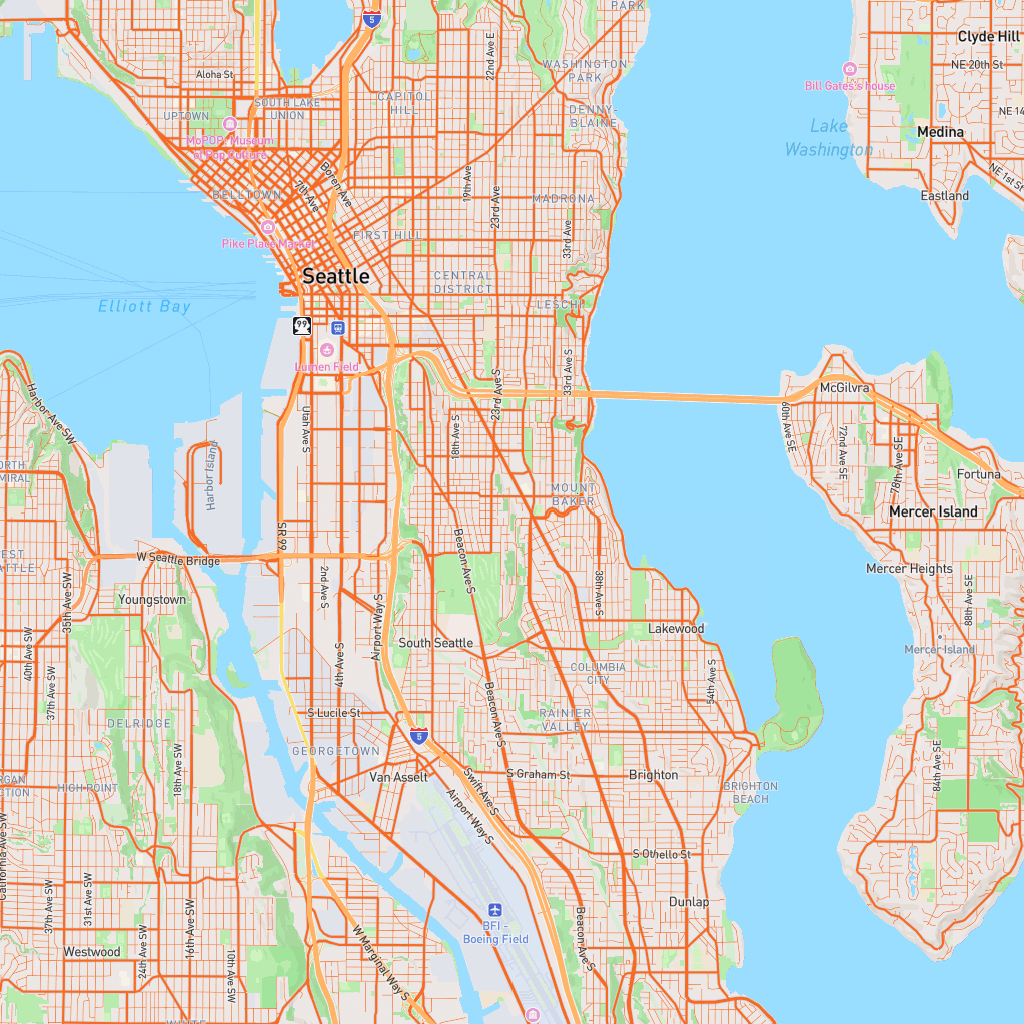 PARK
5
Clyde Hill
Aloha St
22nd Ave E
WASHINGTON
PARK
NE 20th St
Bill Gates's house
SOUTH LAKE
UNION
CAPITOL
HILL
UPTOWN
DENNY-
BLAINE
NE 14
Lake
Washington
Medina
MoPOP: Museum
of Pop Culture
7th Ave
Boren Ave
19th Ave
23rd Ave
NE 1st St
BELLTOWN
MADRONA
Eastland
Pike Place Market
FIRST HILL
33rd Ave
Seattle
CENTRAL
DISTRICT
Elliott Bay
LESCHI
99
Lumen Field
33rd Ave S
Harbor Ave SW
23rd Ave S
McGilvra
60th Ave SE
72nd Ave SE
78th Ave SE
Utah Ave S
18th Ave S
Harbor Island
Fortuna
MOUNT
BAKER
Mercer Island
SR 99
W Seattle Bridge
Beacon Ave S
Mercer Heights
35th Ave SW
Youngstown
2nd Ave S
38th Ave S
88th Ave SE
Airport Way S
South Seattle
Lakewood
40th Ave SW
37th Ave SW
4th Ave S
Mercer Island
COLUMBIA
CITY
54th Ave S
DELRIDGE
S Lucile St
Beacon Ave S
RAINIER
VALLEY
5
GEORGETOWN
18th Ave SW
84th Ave SE
Van Asselt
S Graham St
Brighton
HIGH POINT
Swift Ave S
Airport Way S
BRIGHTON
BEACH
California Ave SW
S Othello St
37th Ave SW
31st Ave SW
16th Ave SW
Dunlap
BFI -
Boeing Field
Beacon Ave S
Westwood
24th Ave SW
10th Ave SW
W Marginal Way S
WHITE